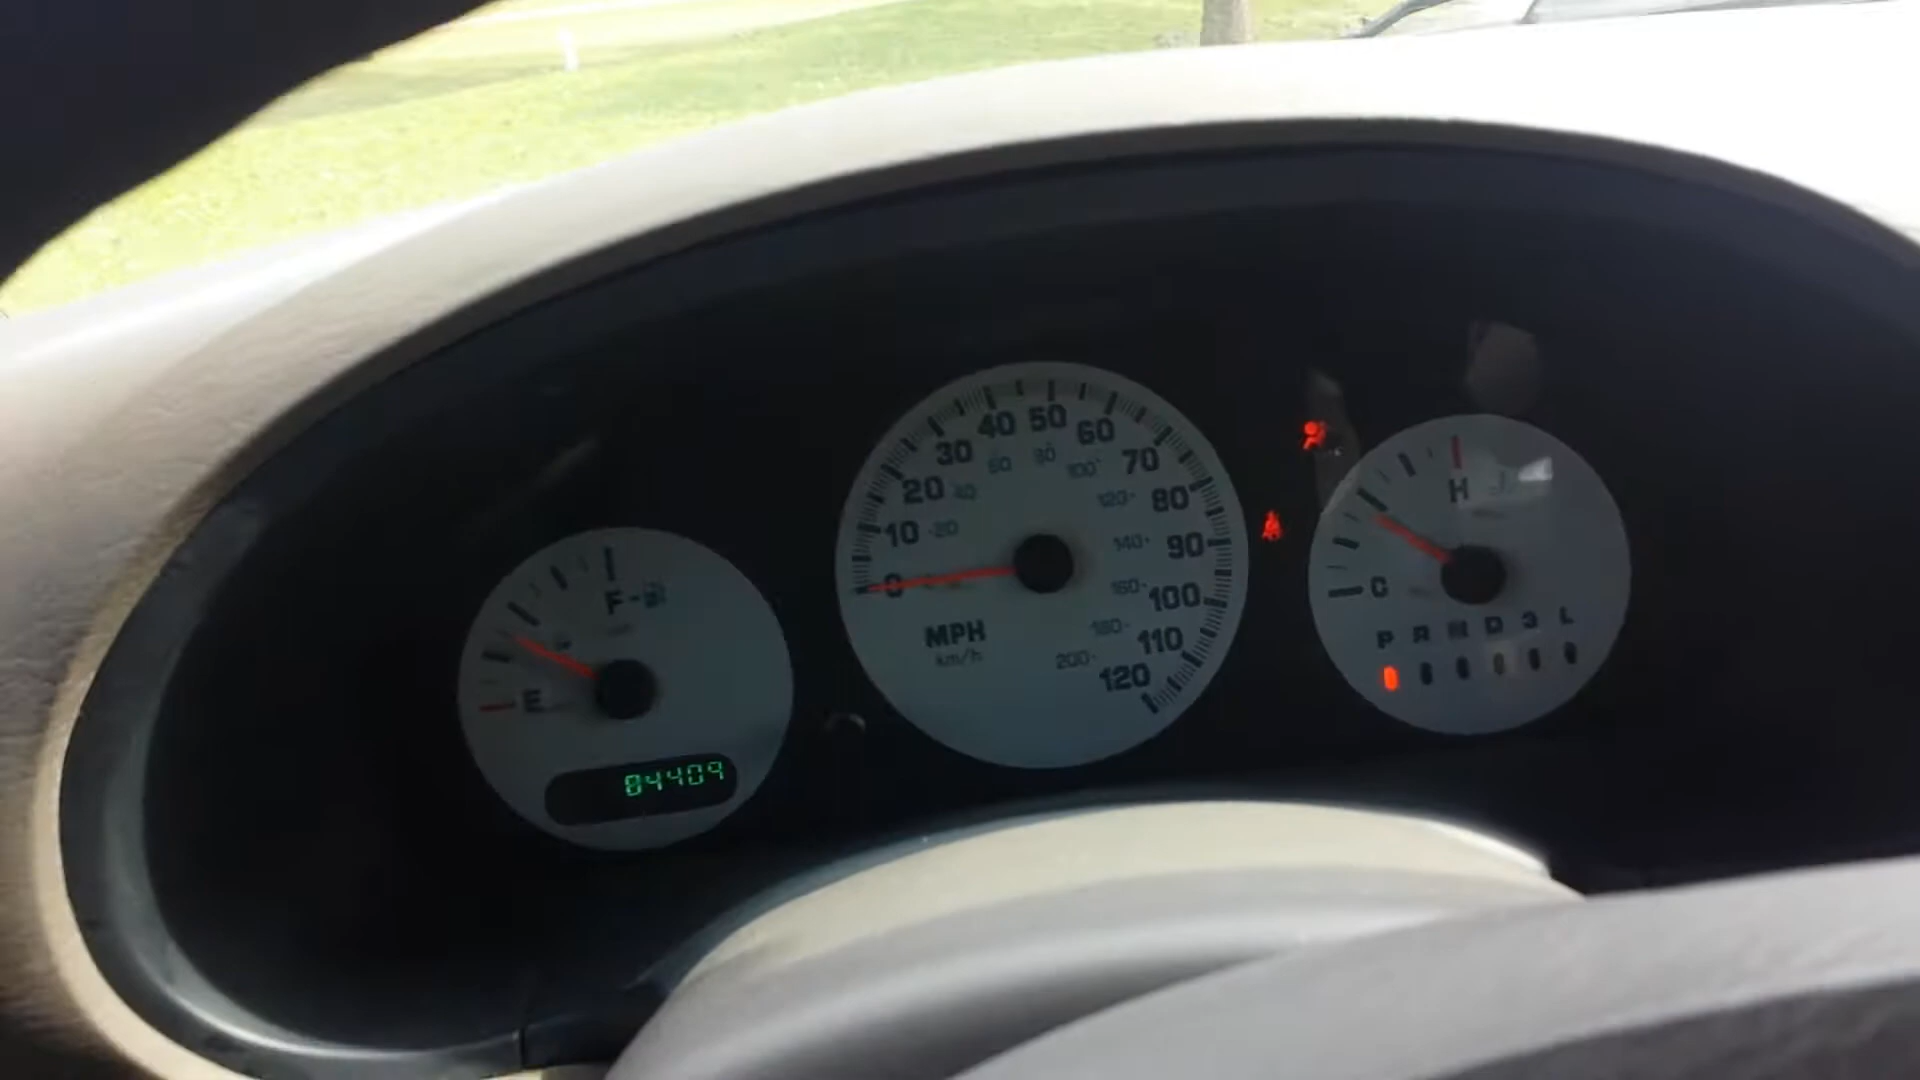 40 50 60
30 70
20 80
10 90
0 100
110
120
60 80 100
40 120
20 140
160
180
200
MPH
km/h
F
E
84409
H
C
P R N D 3 L